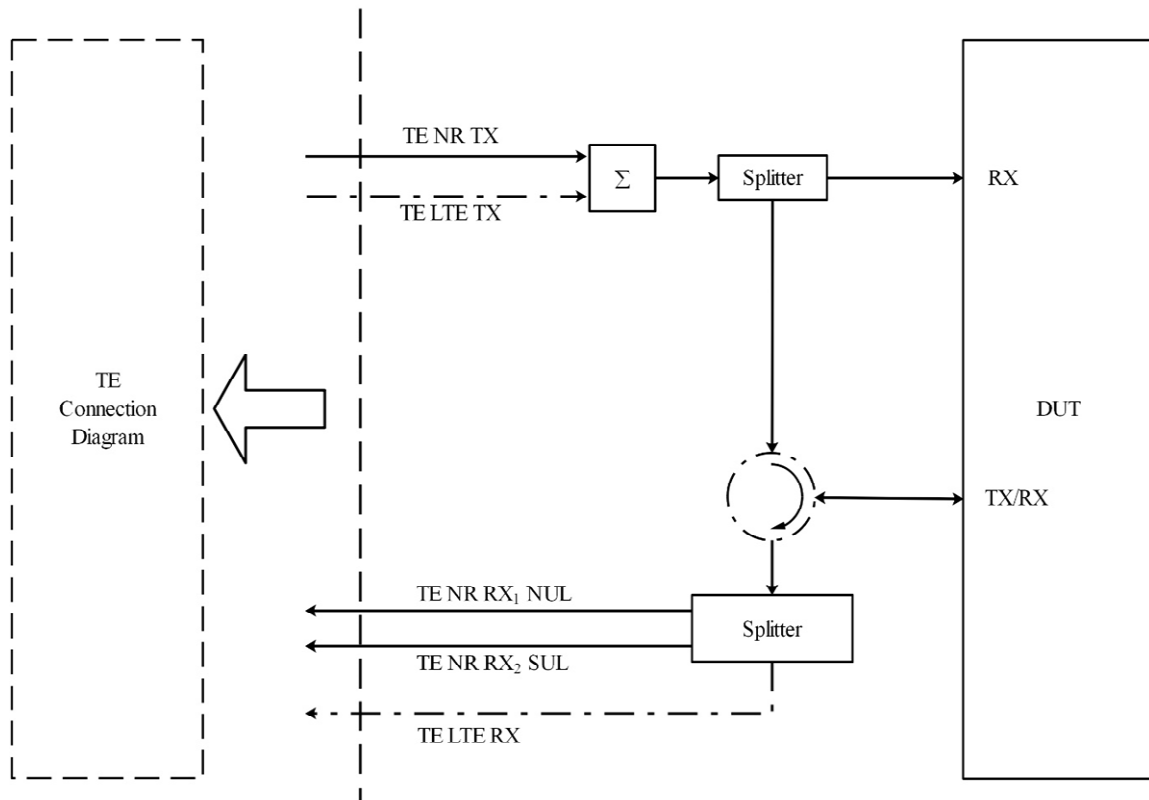 TE NR TX
TE LTE TX
Σ
Splitter
RX
TE
Connection
Diagram
DUT
TX/RX
TE NR RX₁ NUL
Splitter
TE NR RX₂ SUL
TE LTE RX